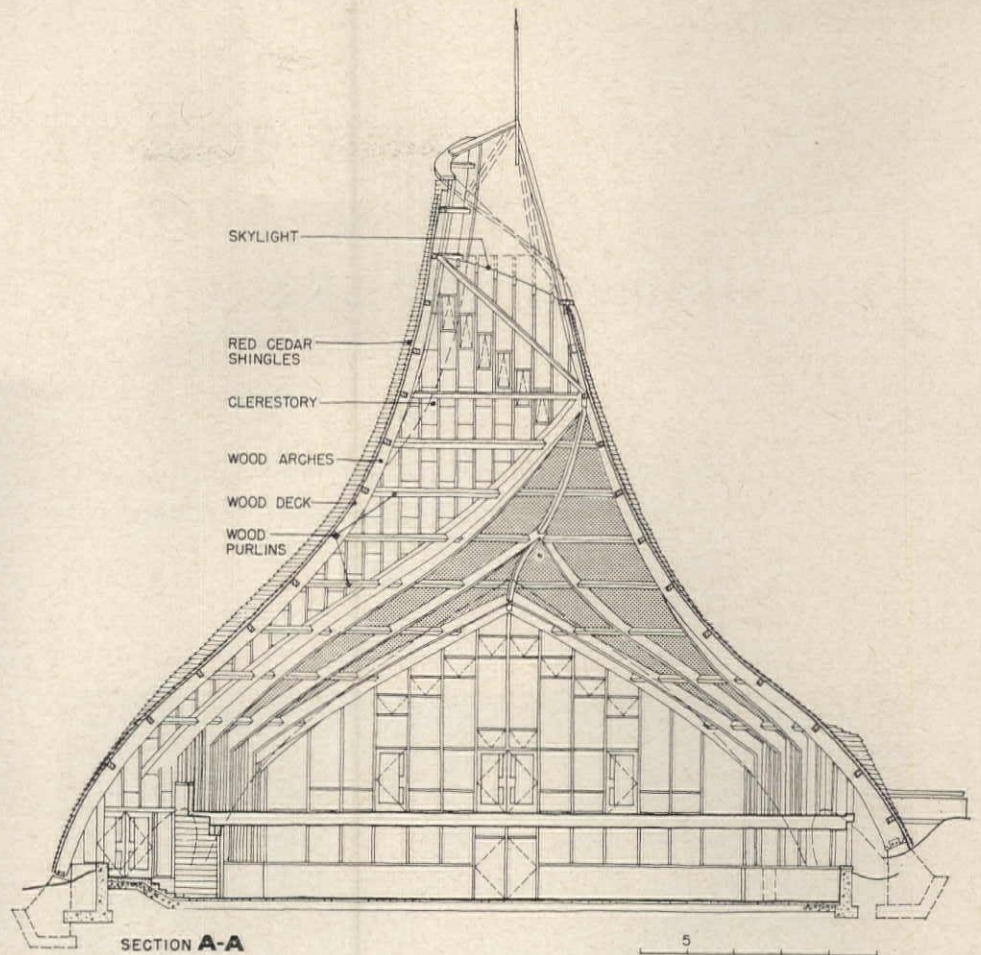 SKYLIGHT
RED CEDAR
SHINGLES
CLERESTORY
WOOD ARCHES
WOOD DECK
WOOD
PURLINS
SECTION A-A
5